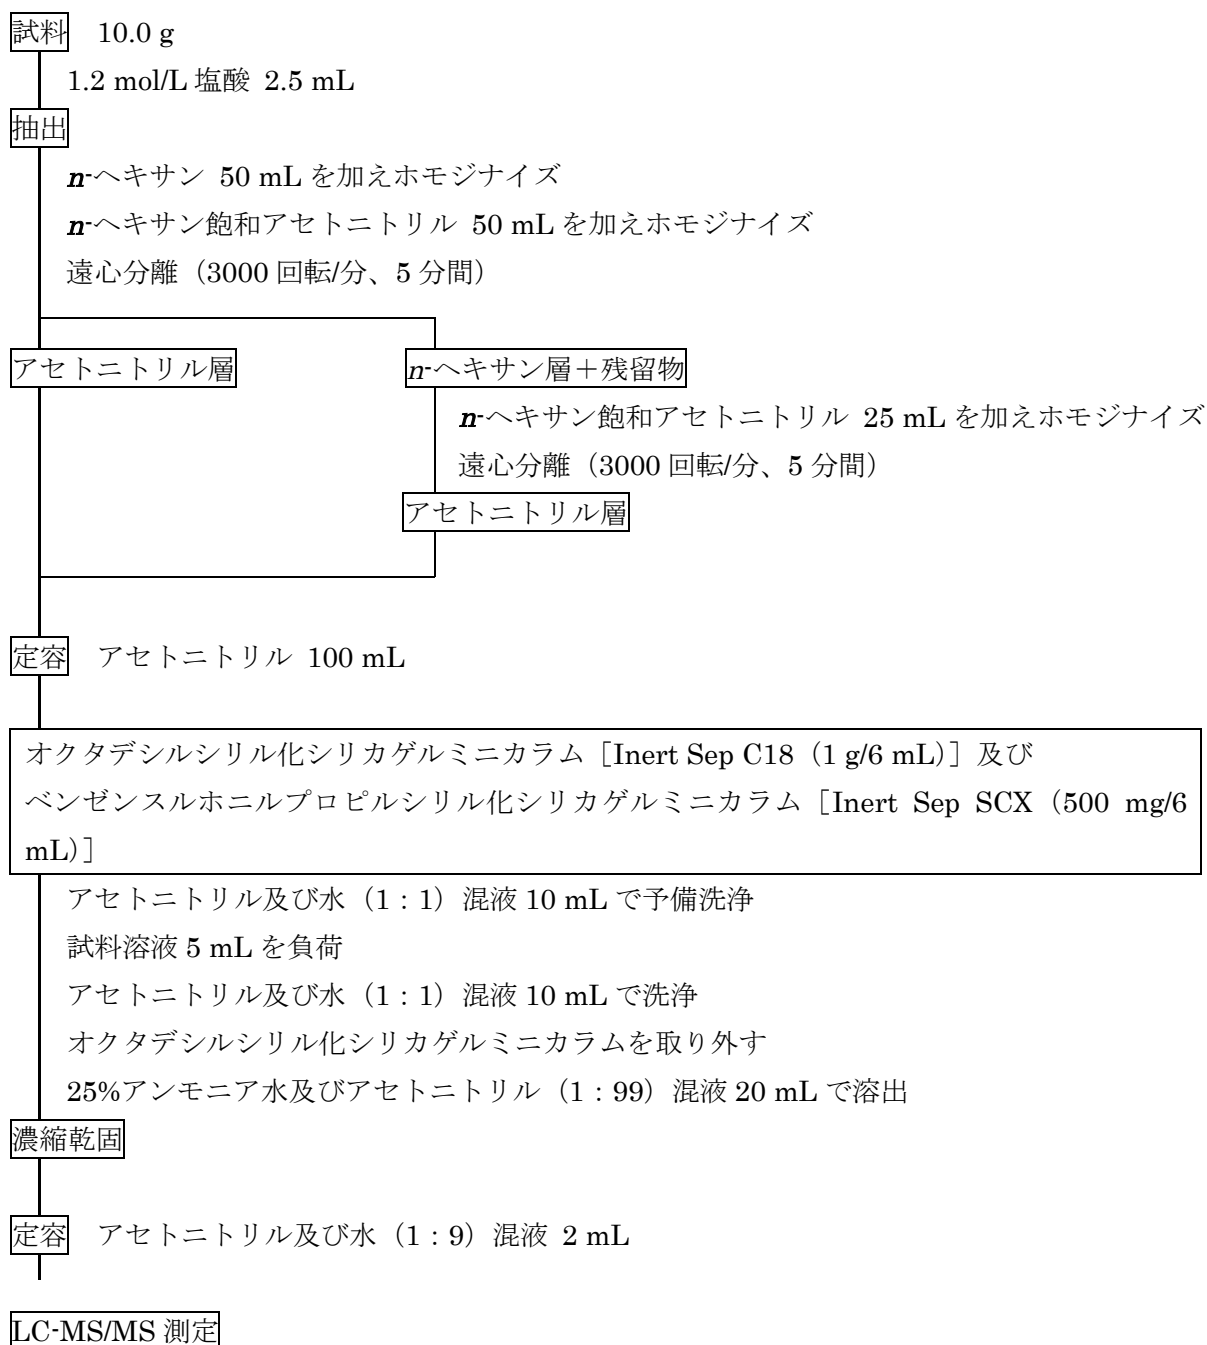 試料 10.0 g
1.2 mol/L 塩酸 2.5 mL
抽出
n-ヘキサン 50 mL を加えホモジナイズ
n-ヘキサン飽和アセトニトリル 50 mL を加えホモジナイズ
遠心分離（3000 回転/分、5 分間）
アセトニトリル層 n-ヘキサン層＋残留物
n-ヘキサン飽和アセトニトリル 25 mL を加えホモジナイズ
遠心分離（3000 回転/分、5 分間）
アセトニトリル層
定容 アセトニトリル 100 mL
オクタデシルシリル化シリカゲルミニカラム［Inert Sep C18（1 g/6 mL）］及び
ベンゼンスルホニルプロピルシリル化シリカゲルミニカラム［Inert Sep SCX（500 mg/6
mL）］
アセトニトリル及び水（1：1）混液 10 mL で予備洗浄
試料溶液 5 mL を負荷
アセトニトリル及び水（1：1）混液 10 mL で洗浄
オクタデシルシリル化シリカゲルミニカラムを取り外す
25%アンモニア水及びアセトニトリル（1：99）混液 20 mL で溶出
濃縮乾固
定容 アセトニトリル及び水（1：9）混液 2 mL
LC-MS/MS 測定